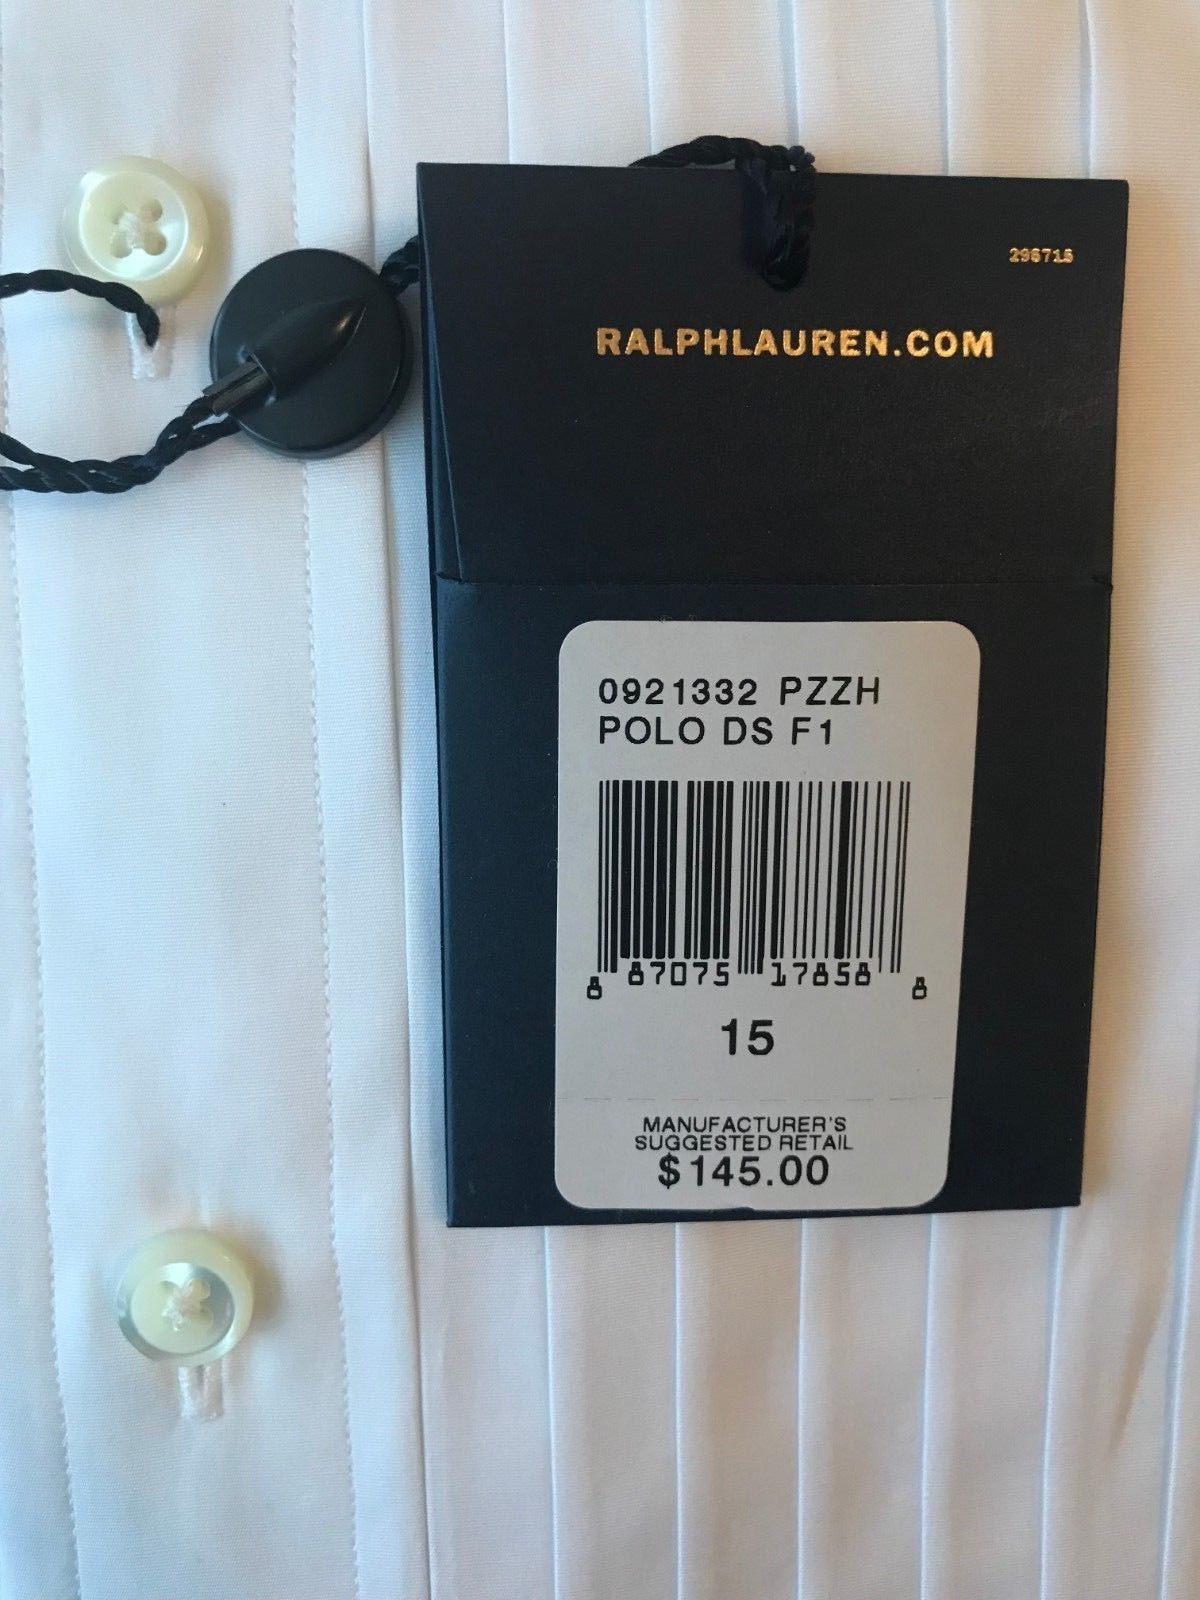 296715
RALPHLAUREN.COM
0921332 PZZH
POLO DS F1
8 87075 17858 8
15
MANUFACTURER'S
SUGGESTED RETAIL
$145.00